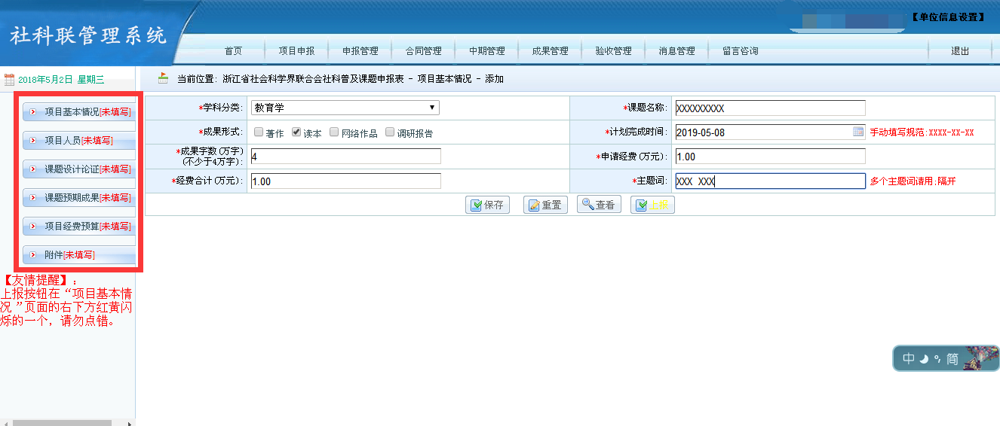 社科联管理系统
【单位信息设置】
首页 项目申报 申报管理 合同管理 中期管理 成果管理 验收管理 消息管理 留言咨询 退出
2018年5月2日 星期三
当前位置: 浙江省社会科学界联合会社科普及课题申报表 - 项目基本情况 - 添加
项目基本情况[未填写]
项目人员[未填写]
课题设计论证[未填写]
课题预期成果[未填写]
项目经费预算[未填写]
附件[未填写]
【友情提醒】:
上报按钮在“项目基本情
况 ”页面的右下方红黄闪
烁的一个, 请勿点错。
*学科分类: 教育学 *课题名称: XXXXXXXXX
*成果形式: 著作 读本 网络作品 调研报告 *计划完成时间: 2019-05-08 手动填写规范:XXXX-XX-XX
*成果字数(万字)
(不少于4万字): 4 *申请经费(万元): 1.00
*经费合计(万元): 1.00 *主题词: XXX XXX 多个主题词请用;隔开
保存 重置 查看 上报
中 简